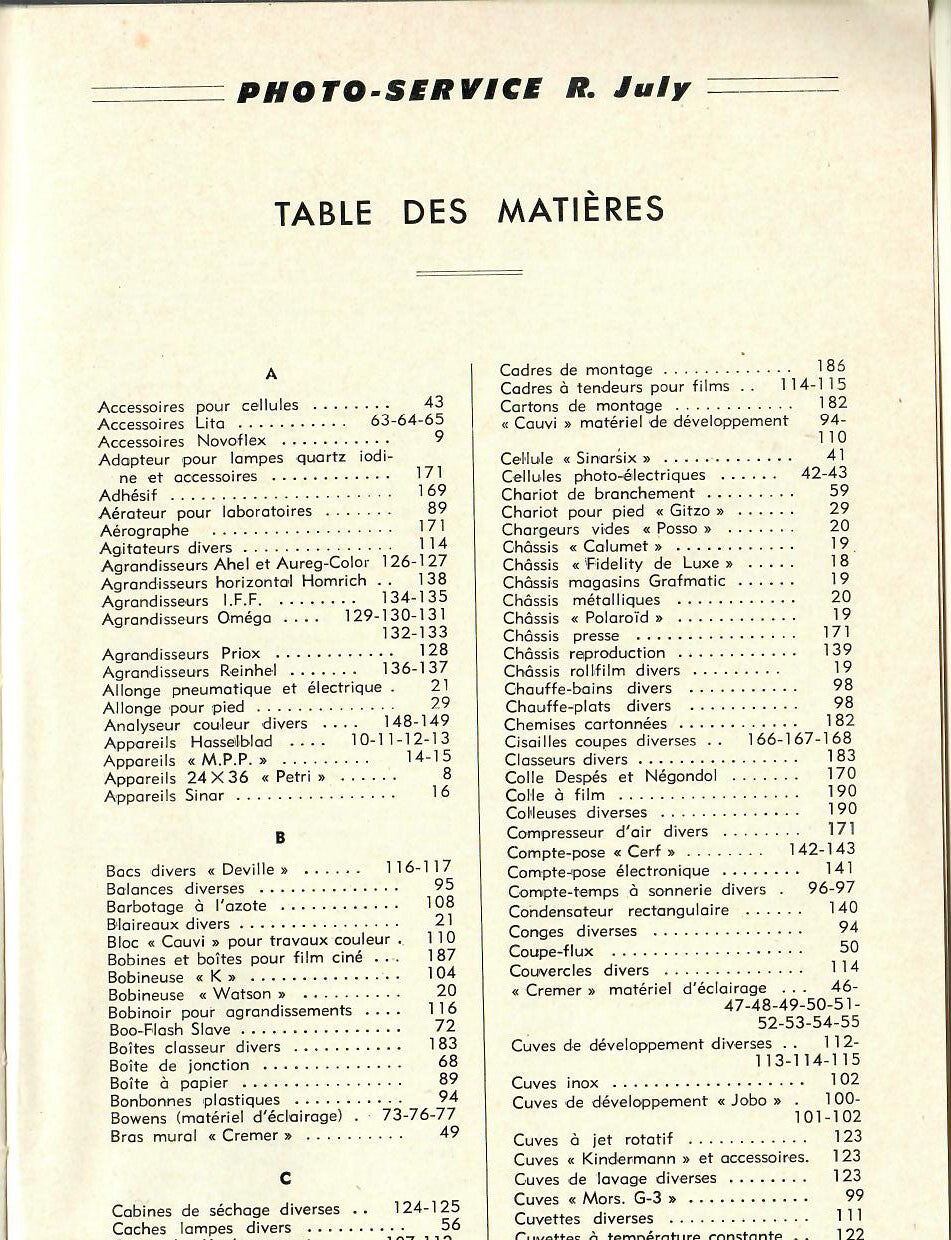 PHOTO-SERVICE R. July
TABLE DES MATIÈRES
A
Accessoires pour cellules ........ 43
Accessoires Lita ........... 63-64-65
Accessoires Novoflex ........... 9
Adapteur pour lampes quartz iodi-
ne et accessoires ............ 171
Adhésif ...................... 169
Aérateur pour laboratoires ....... 89
Aérographe .................. 171
Agitateurs divers ............... 114
Agrandisseurs Ahel et Aureg-Color 126-127
Agrandisseurs horizontal Homrich .. 138
Agrandisseurs I.F.F. ........ 134-135
Agrandisseurs Oméga .... 129-130-131
132-133
Agrandisseurs Priox ............ 128
Agrandisseurs Reinhel ....... 136-137
Allonge pneumatique et électrique . 21
Allonge pour pied .............. 29
Analyseur couleur divers .... 148-149
Appareils Hasselblad .... 10-11-12-13
Appareils « M.P.P. » ......... 14-15
Appareils 24X36 « Petri » ...... 8
Appareils Sinar ................ 16
B
Bacs divers « Deville » ...... 116-117
Balances diverses .............. 95
Barbotage à l'azote ............ 108
Blaireaux divers ................ 21
Bloc « Cauvi » pour travaux couleur . 110
Bobines et boîtes pour film ciné ... 187
Bobineuse « K » ............... 104
Bobineuse « Watson » .......... 20
Bobinoir pour agrandissements .... 116
Boo-Flash Slave ................ 72
Boîtes classeur divers ........... 183
Boîte de jonction .............. 68
Boîte à papier ................ 89
Bonbonnes plastiques ........... 94
Bowens (matériel d'éclairage) . 73-76-77
Bras mural « Cremer » .......... 49
C
Cabines de séchage diverses .. 124-125
Caches lampes divers .......... 56
Cadres de montage ............. 186
Cadres à tendeurs pour films .. 114-115
Cartons de montage ............ 182
« Cauvi » matériel de développement 94-
110
Cellule « Sinarsix » ............. 41
Cellules photo-électriques ...... 42-43
Chariot de branchement ......... 59
Chariot pour pied « Gitzo » ...... 29
Chargeurs vides « Posso » ....... 20
Châssis « Calumet » ............ 19
Châssis « Fidelity de Luxe » ..... 18
Châssis magasins Grafmatic ...... 19
Châssis métalliques ............ 20
Châssis « Polaroïd » ............ 19
Châssis presse ................ 171
Châssis reproduction ............ 139
Châssis rollfilm divers .......... 19
Chauffe-bains divers ........... 98
Chauffe-plats divers ........... 98
Chemises cartonnées ............ 182
Cisailles coupes diverses .. 166-167-168
Classeurs divers ................ 183
Colle Despés et Négondol ....... 170
Colle à film .................. 190
Colleuses diverses .............. 190
Compresseur d'air divers ........ 171
Compte-pose « Cerf » ........ 142-143
Compte-pose électronique ....... 141
Compte-temps à sonnerie divers . 96-97
Condensateur rectangulaire ...... 140
Conges diverses ............... 94
Coupe-flux ................... 50
Couvercles divers .............. 114
« Cremer » matériel d'éclairage ... 46-
47-48-49-50-51-
52-53-54-55
Cuves de développement diverses .. 112-
113-114-115
Cuves inox ................... 102
Cuves de développement « Jobo » . 100-
101-102
Cuves à jet rotatif ............ 123
Cuves « Kindermann » et accessoires. 123
Cuves de lavage diverses ........ 123
Cuves « Mors. G-3 » ............ 99
Cuvettes diverses .............. 111
Cuvettes à température constante .. 122